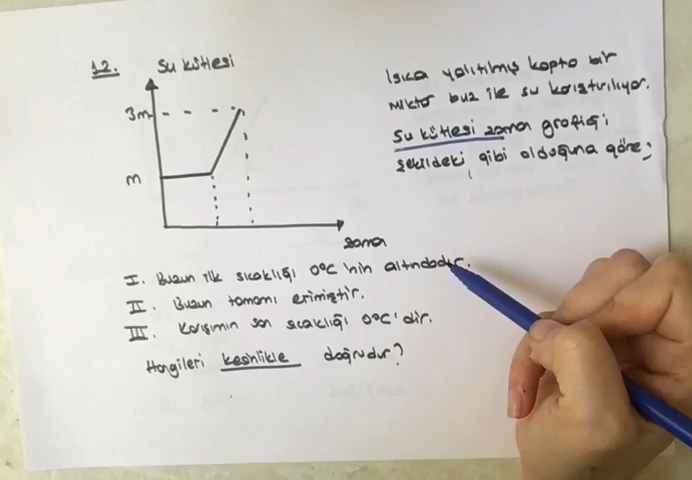 12. Su kütlesi
3m
m
zaman
Isıca yalıtılmış kapta bir
miktar buz ile su karıştırılıyor.
Su kütlesi zaman grafiği
şekildeki gibi olduğuna göre;
I. Buzun ilk sıcaklığı 0°C 'nin altındadır.
II. Buzun tamamı erimiştir.
III. Karışımın son sıcaklığı 0°C' dir.
Hangileri kesinlikle doğrudur?